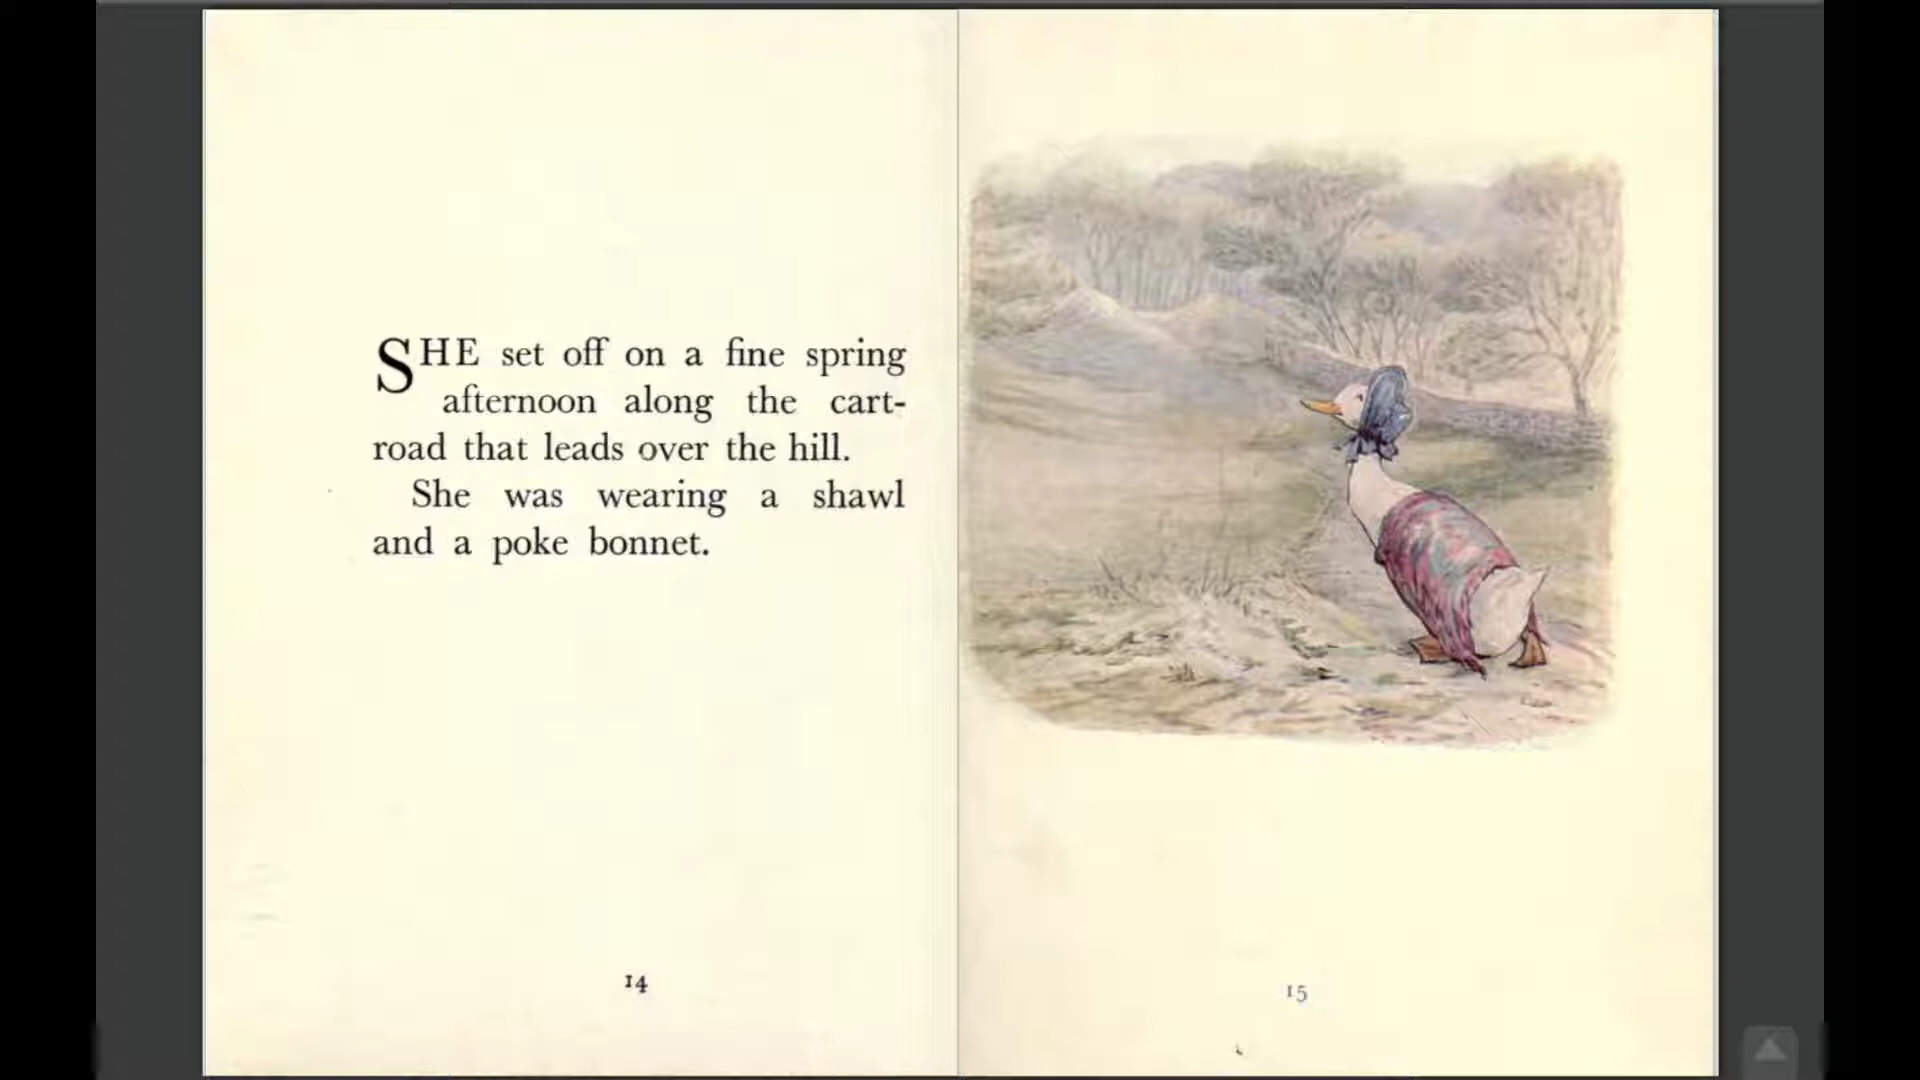 SHE set off on a fine spring
afternoon along the cart-
road that leads over the hill.
She was wearing a shawl
and a poke bonnet.
14
15